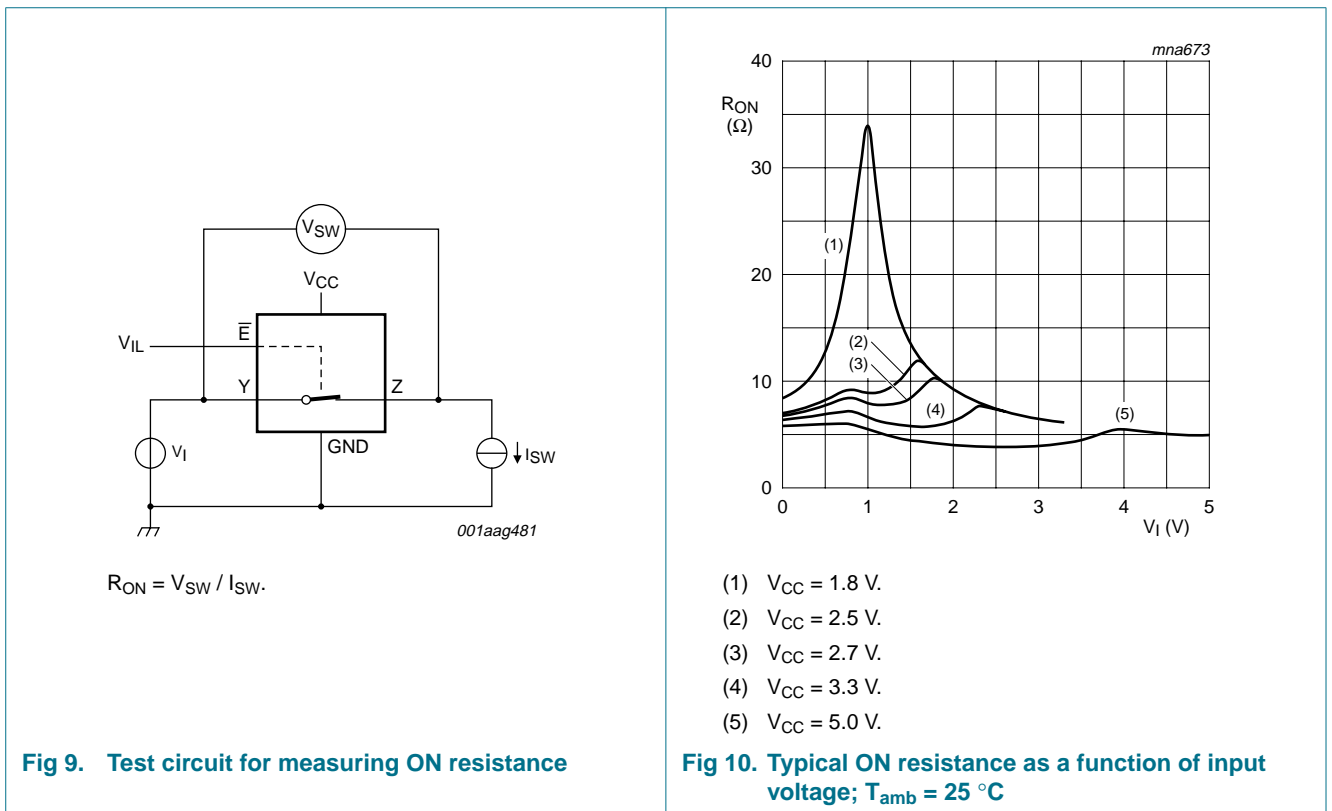 VSW
VCC
E
VIL
Y
Z
GND
VI
ISW
001aag481
RON = VSW / ISW.
Fig 9. Test circuit for measuring ON resistance
mna673
40
RON
(Ω)
30
(1)
20
(2)
(3)
10
(4)
(5)
0
0 1 2 3 4 5
VI (V)
(1) VCC = 1.8 V.
(2) VCC = 2.5 V.
(3) VCC = 2.7 V.
(4) VCC = 3.3 V.
(5) VCC = 5.0 V.
Fig 10. Typical ON resistance as a function of input
voltage; Tamb = 25 °C